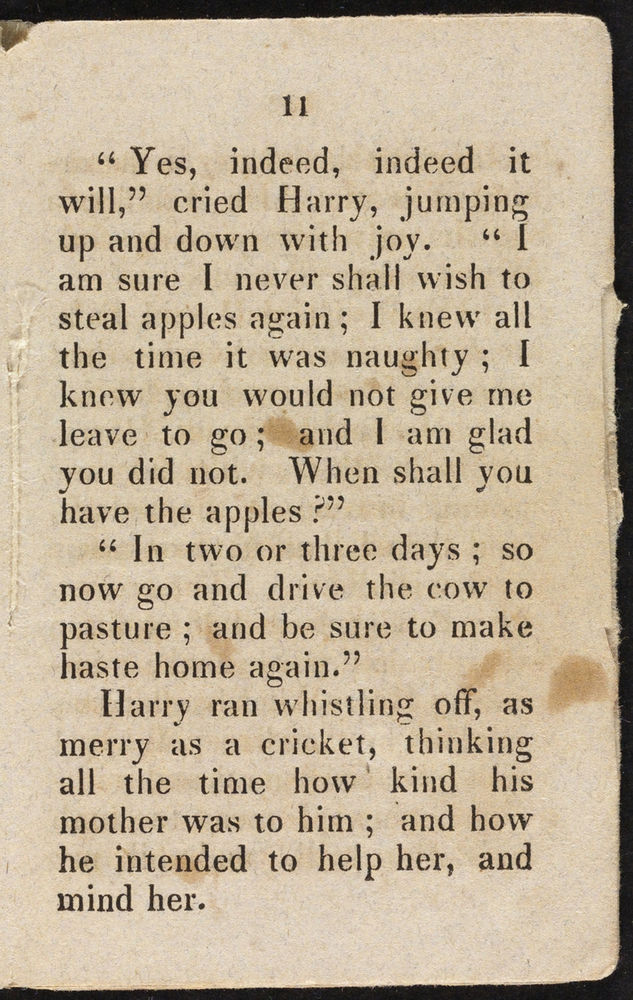 11
“ Yes, indeed, indeed it
will,” cried Harry, jumping
up and down with joy. “ I
am sure I never shall wish to
steal apples again ; I knew all
the time it was naughty ; I
knew you would not give me
leave to go ; and I am glad
you did not. When shall you
have the apples ?”
“ In two or three days ; so
now go and drive the cow to
pasture ; and be sure to make
haste home again.”
Harry ran whistling off, as
merry as a cricket, thinking
all the time how kind his
mother was to him ; and how
he intended to help her, and
mind her.